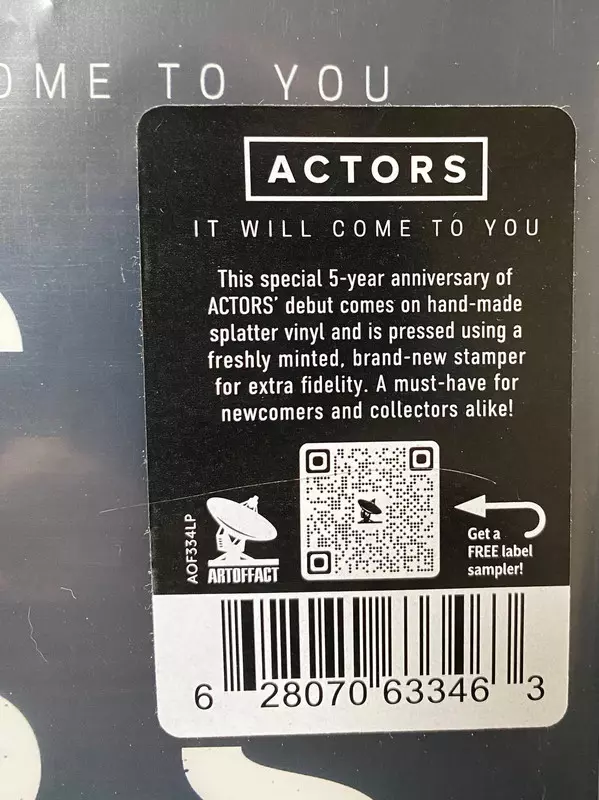 OME TO YOU
ACTORS
IT WILL COME TO YOU
This special 5-year anniversary of
ACTORS' debut comes on hand-made
splatter vinyl and is pressed using a
freshly minted, brand-new stamper
for extra fidelity. A must-have for
newcomers and collectors alike!
AOF334LP
ARTOFFACT
Get a
FREE label
sampler!
6 28070 63346 3